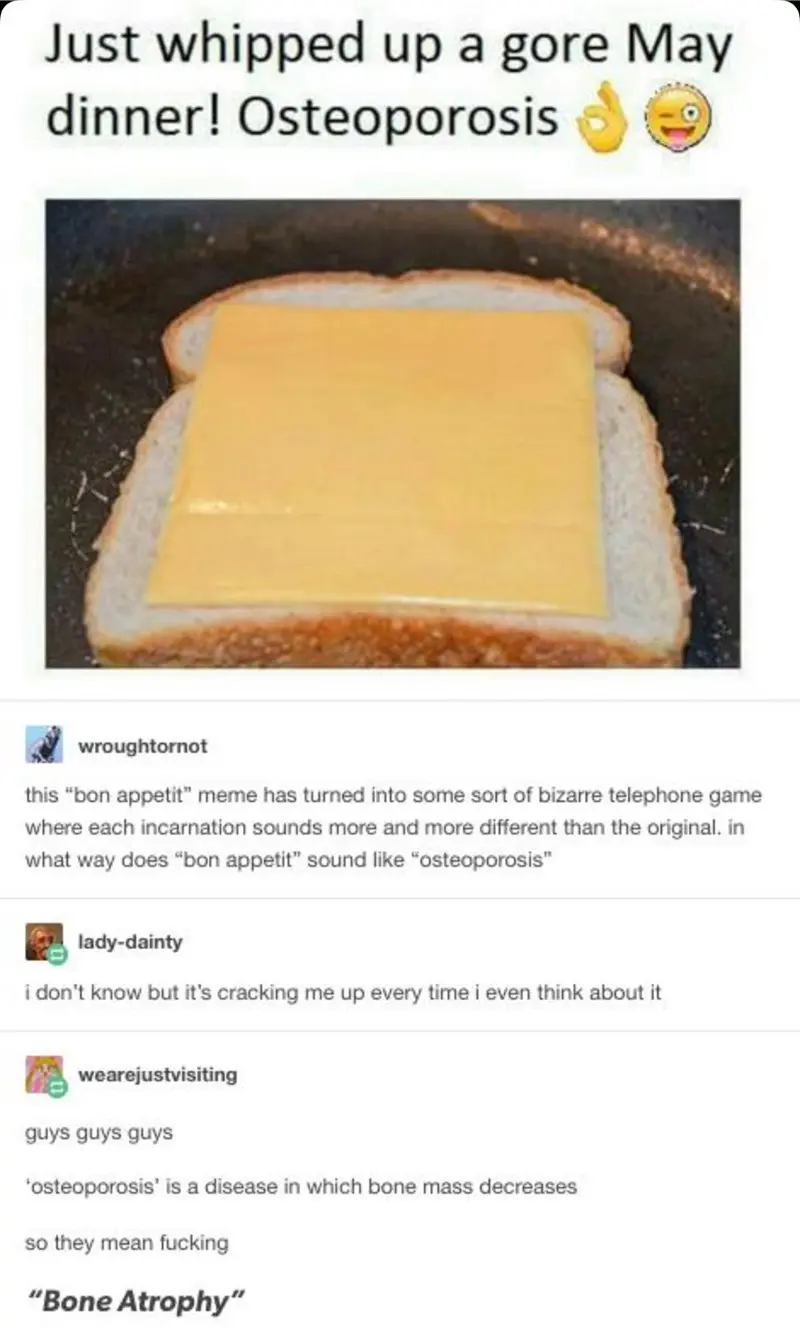 Just whipped up a gore May
dinner! Osteoporosis 👌😜
wroughtornot
this “bon appetit” meme has turned into some sort of bizarre telephone game
where each incarnation sounds more and more different than the original. in
what way does “bon appetit” sound like “osteoporosis”
lady-dainty
i don't know but it's cracking me up every time i even think about it
wearejustvisiting
guys guys guys
‘osteoporosis’ is a disease in which bone mass decreases
so they mean fucking
“Bone Atrophy”